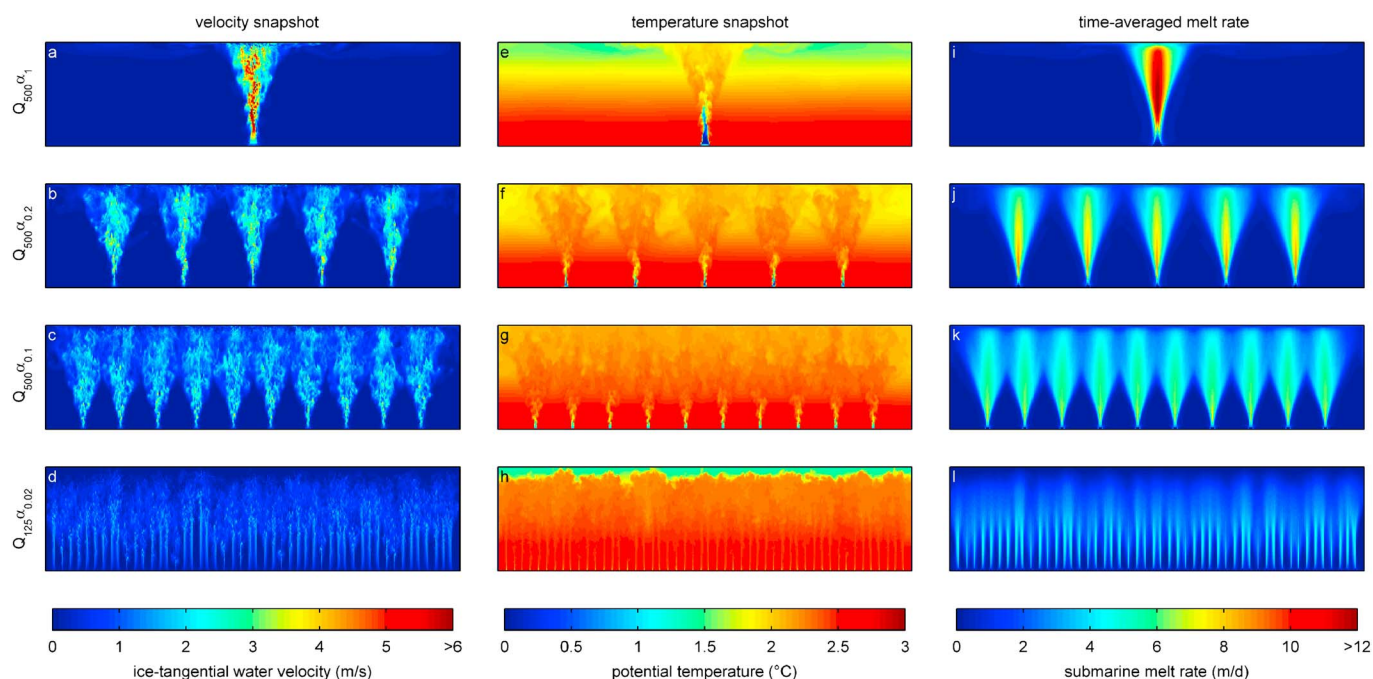 velocity snapshot temperature snapshot time-averaged melt rate
Q500α1
a e i
Q500α0.2
b f j
Q500α0.1
c g k
Q125α0.02
d h l
0 1 2 3 4 5 >6 0 0.5 1 1.5 2 2.5 3 0 2 4 6 8 10 >12
ice-tangential water velocity (m/s) potential temperature (°C) submarine melt rate (m/d)